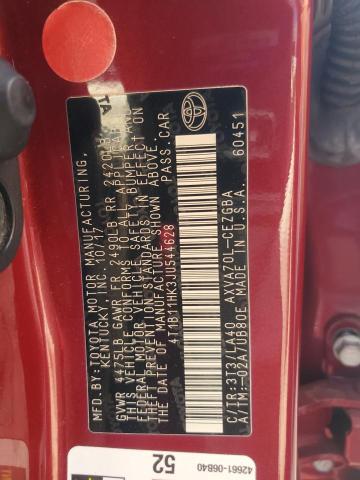 MFD. BY: TOYOTA MOTOR MANUFACTURING,
KENTUCKY, INC. 10/17
GVWR 4475LB GAWR FR 2490LB RR 2420LB
THIS VEHICLE CONFORMS TO ALL APPLICABLE
FEDERAL MOTOR VEHICLE SAFETY, BUMPER, AND
THEFT PREVENTION STANDARDS IN EFFECT ON
THE DATE OF MANUFACTURE SHOWN ABOVE.
4T1B11HK3JU544628 PASS. CAR
C/TR: 3T3/LA40 AXVA70L-CEZGBA
A/TM: -02A/UB80E MADE IN U.S.A.
60451
52
42661-06B40